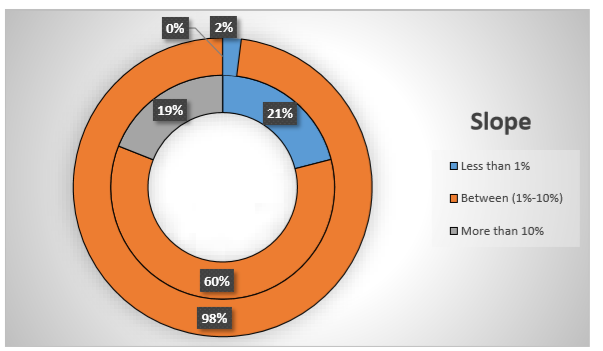 0%
2%
19%
21%
Slope
Less than 1%
Between (1%-10%)
More than 10%
60%
98%